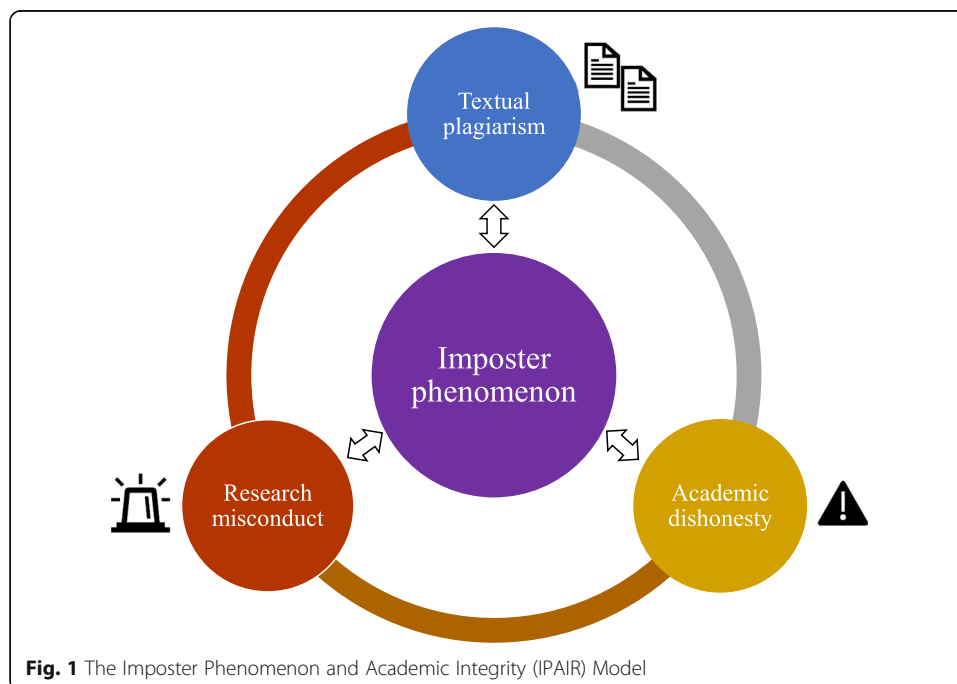 Textual
plagiarism
Imposter
phenomenon
Research
misconduct
Academic
dishonesty
Fig. 1 The Imposter Phenomenon and Academic Integrity (IPAIR) Model